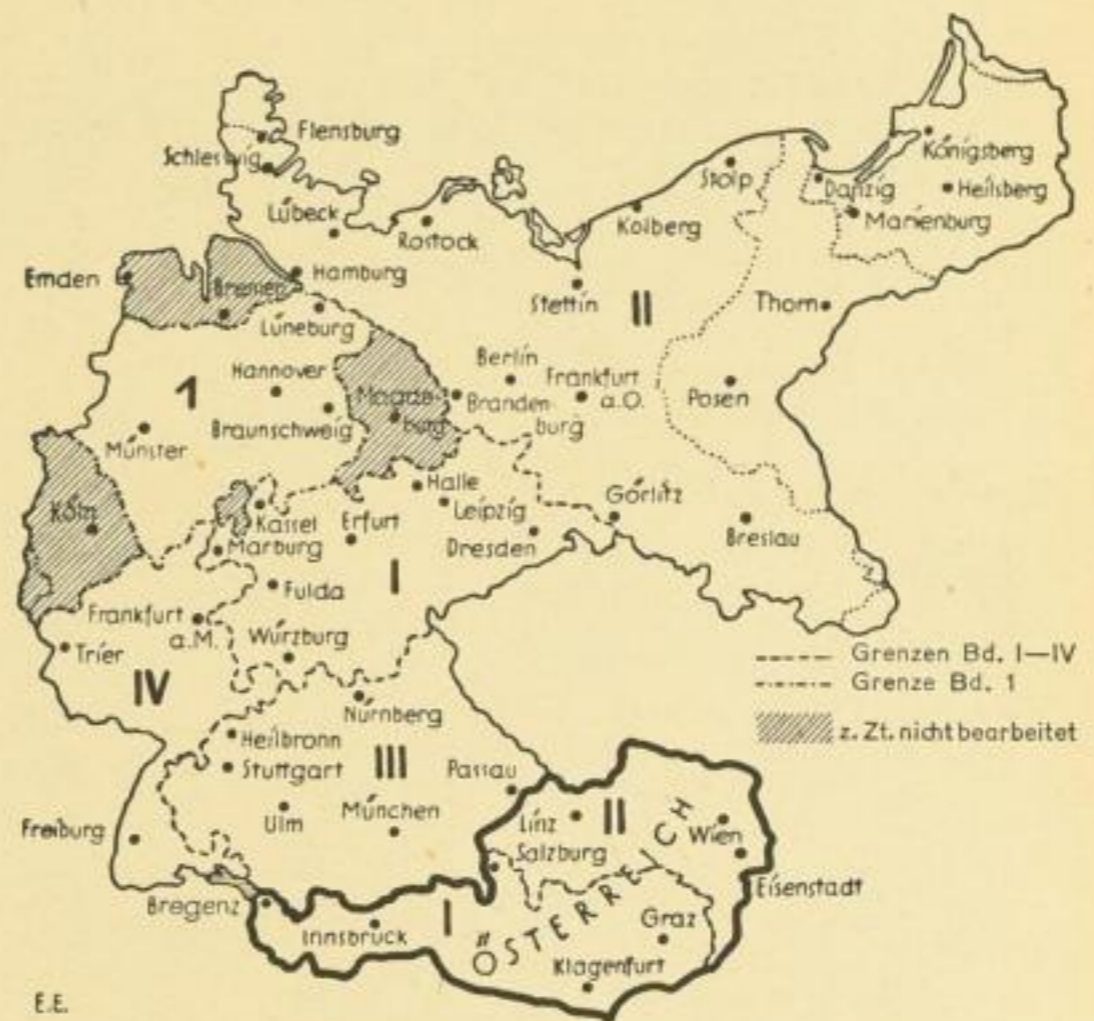 Flensburg
Schleswig
Lübeck
Rostock
Stolp
Kolberg
Königsberg
Danzig
Heilsberg
Marienburg
Emden
Bremen
Hamburg
Lüneburg
Stettin
II
Thorn
Hannover
1
Braunschweig
Magde-
burg
Berlin
Branden-
burg
Frankfurt
a.O.
Posen
Münster
Köln
Kassel
Marburg
Erfurt
Halle
Leipzig
Dresden
Görlitz
Breslau
I
Fulda
Frankfurt
a.M.
Würzburg
Trier
IV
Nürnberg
Heilbronn
Stuttgart
III
Passau
Ulm
München
Freiburg
Linz
II
Wien
Salzburg
Eisenstadt
Bregenz
Innsbruck
I
ÖSTERREICH
Graz
Klagenfurt
Grenzen Bd. I—IV
Grenze Bd. 1
z. Zt. nicht bearbeitet
E.E.